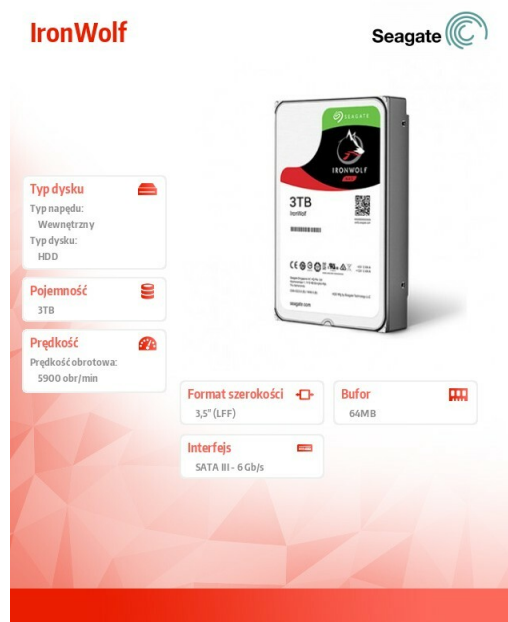 IronWolf
Seagate
SEAGATE
IRONWOLF
3TB
IronWolf
seagate.com
Typ dysku
Typ napędu:
Wewnętrzny
Typ dysku:
HDD
Pojemność
3TB
Prędkość
Prędkość obrotowa:
5900 obr/min
Format szerokości
3,5" (LFF)
Bufor
64MB
Interfejs
SATA III - 6 Gb/s